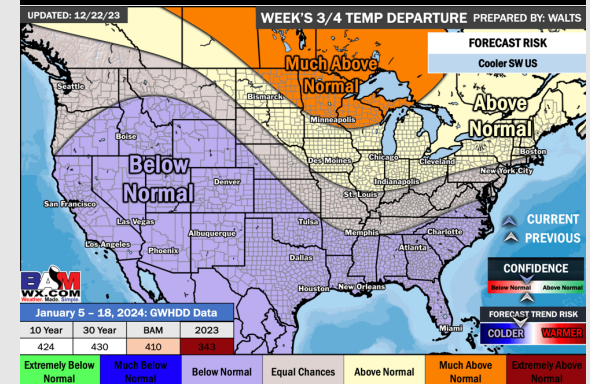 UPDATED: 12/22/23
WEEK'S 3/4 TEMP DEPARTURE PREPARED BY: WALTS
FORECAST RISK
Cooler SW US
Much Above
Normal
Above
Normal
Below
Normal
Seattle
Bismarck
Minneapolis
Boise
Des Moines
Chicago
Cleveland
Boston
New York City
Indianapolis
Denver
St. Louis
San Francisco
Las Vegas
Tulsa
Memphis
Charlotte
Albuquerque
Los Angeles
Phoenix
Atlanta
Dallas
Houston
New Orleans
Miami
CURRENT
PREVIOUS
CONFIDENCE
Below Normal Above Normal
FORECAST TREND RISK
COLDER WARMER
BAM
WX.COM
Weather. Made. Simple.
January 5 – 18, 2024: GWHDD Data
10 Year 30 Year BAM 2023
424 430 410 343
Extremely Below
Normal
Much Below
Normal
Below Normal
Equal Chances
Above Normal
Much Above
Normal
Extremely Above
Normal